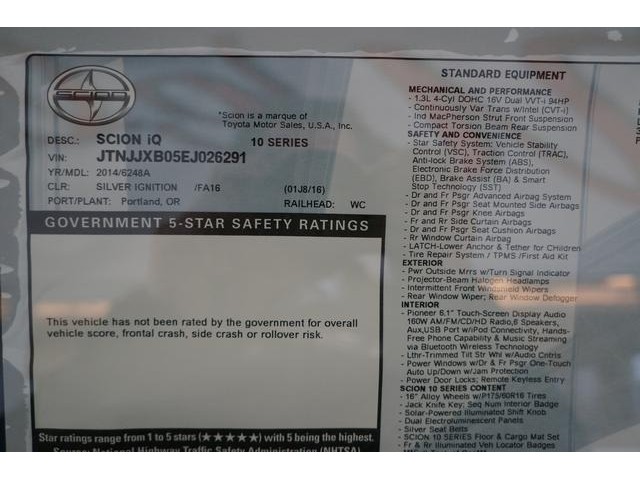 SCION
*Scion is a marque of
Toyota Motor Sales, U.S.A., Inc.
DESC.: SCION iQ 10 SERIES
VIN: JTNJJXB05EJ026291
YR/MDL: 2014/6248A
CLR: SILVER IGNITION /FA16 (01J8/16)
PORT/PLANT: Portland, OR RAILHEAD: WC
GOVERNMENT 5-STAR SAFETY RATINGS
This vehicle has not been rated by the government for overall
vehicle score, frontal crash, side crash or rollover risk.
Star ratings range from 1 to 5 stars (★★★★★) with 5 being the highest.
Source: National Highway Traffic Safety Administration (NHTSA)
STANDARD EQUIPMENT
MECHANICAL AND PERFORMANCE
- 1.3L 4-Cyl DOHC 16V Dual VVT-i 94HP
- Continuously Var Trans w/Intel (CVT-i)
- Ind MacPherson Strut Front Suspension
- Compact Torsion Beam Rear Suspension
SAFETY AND CONVENIENCE
- Star Safety System: Vehicle Stability
Control (VSC), Traction Control (TRAC),
Anti-lock Brake System (ABS),
Electronic Brake Force Distribution
(EBD), Brake Assist (BA) & Smart
Stop Technology (SST)
- Dr and Fr Psgr Advanced Airbag System
- Dr and Fr Psgr Seat Mounted Side Airbags
- Dr and Fr Psgr Knee Airbags
- Fr and Rr Side Curtain Airbags
- Dr and Fr Psgr Seat Cushion Airbags
- Rr Window Curtain Airbag
- LATCH-Lower Anchor & Tether for Children
- Tire Repair System / TPMS /First Aid Kit
EXTERIOR
- Pwr Outside Mrrs w/Turn Signal Indicator
- Projector-Beam Halogen Headlamps
- Intermittent Front Windshield Wipers
- Rear Window Wiper; Rear Window Defogger
INTERIOR
- Pioneer 6.1" Touch-Screen Display Audio
160W AM/FM/CD/HD Radio,6 Speakers,
Aux,USB Port w/iPod Connectivity, Hands-
Free Phone Capability & Music Streaming
via Bluetooth Wireless Technology
- Lthr-Trimmed Tilt Str Whl w/Audio Cntrls
- Power Windows w/Dr & Fr Psgr One-Touch
Auto Up/Down w/Jam Protection
- Power Door Locks; Remote Keyless Entry
SCION 10 SERIES CONTENT
- 16" Alloy Wheels w/P175/60R16 Tires
- Jack Knife Key; Seq Num Interior Badge
- Solar-Powered Illuminated Shift Knob
- Dual Electroluminescent Panels
- Silver Seat Belts
- SCION 10 SERIES Floor & Cargo Mat Set
- Fr & Rr Illuminated Veh Locator Badges